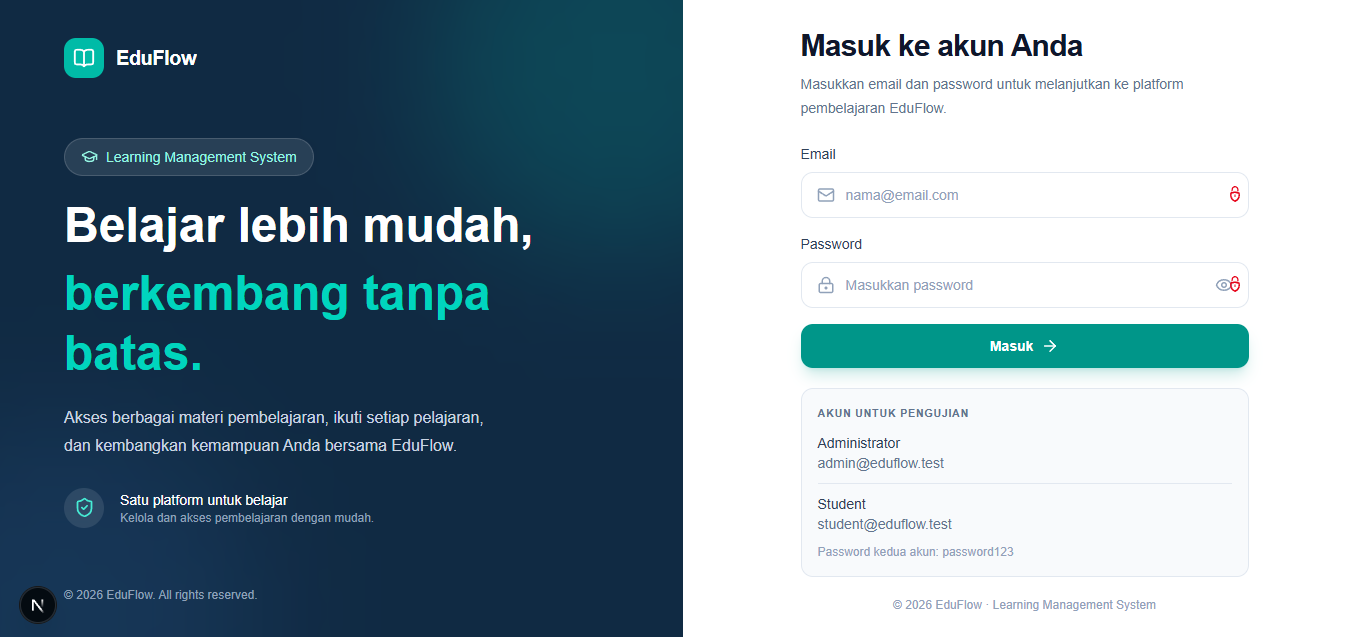 EduFlow
Learning Management System
Belajar lebih mudah,
berkembang tanpa
batas.
Akses berbagai materi pembelajaran, ikuti setiap pelajaran,
dan kembangkan kemampuan Anda bersama EduFlow.
Satu platform untuk belajar
Kelola dan akses pembelajaran dengan mudah.
© 2026 EduFlow. All rights reserved.
N
Masuk ke akun Anda
Masukkan email dan password untuk melanjutkan ke platform
pembelajaran EduFlow.
Email
nama@email.com
Password
Masukkan password
Masuk
AKUN UNTUK PENGUJIAN
Administrator
admin@eduflow.test
Student
student@eduflow.test
Password kedua akun: password123
© 2026 EduFlow · Learning Management System